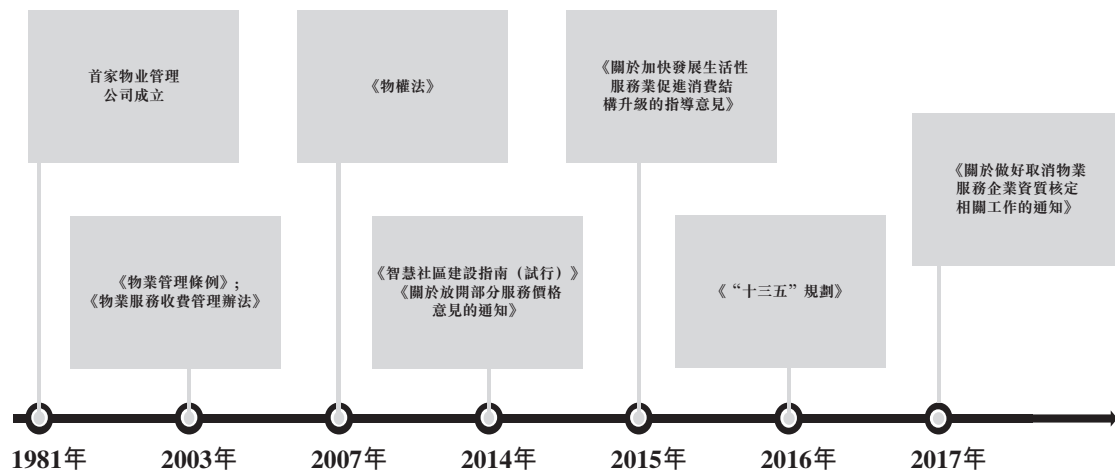 首家物业管理
公司成立
《物權法》
《關於加快發展生活性
服務業促進消費結
構升級的指導意見》
《關於做好取消物業
服務企業資質核定
相關工作的通知》
《物業管理條例》；
《物業服務收費管理辦法》
《智慧社區建設指南（試行）》
《關於放開部分服務價格
意見的通知》
《“十三五”規劃》
1981年
2003年
2007年
2014年
2015年
2016年
2017年